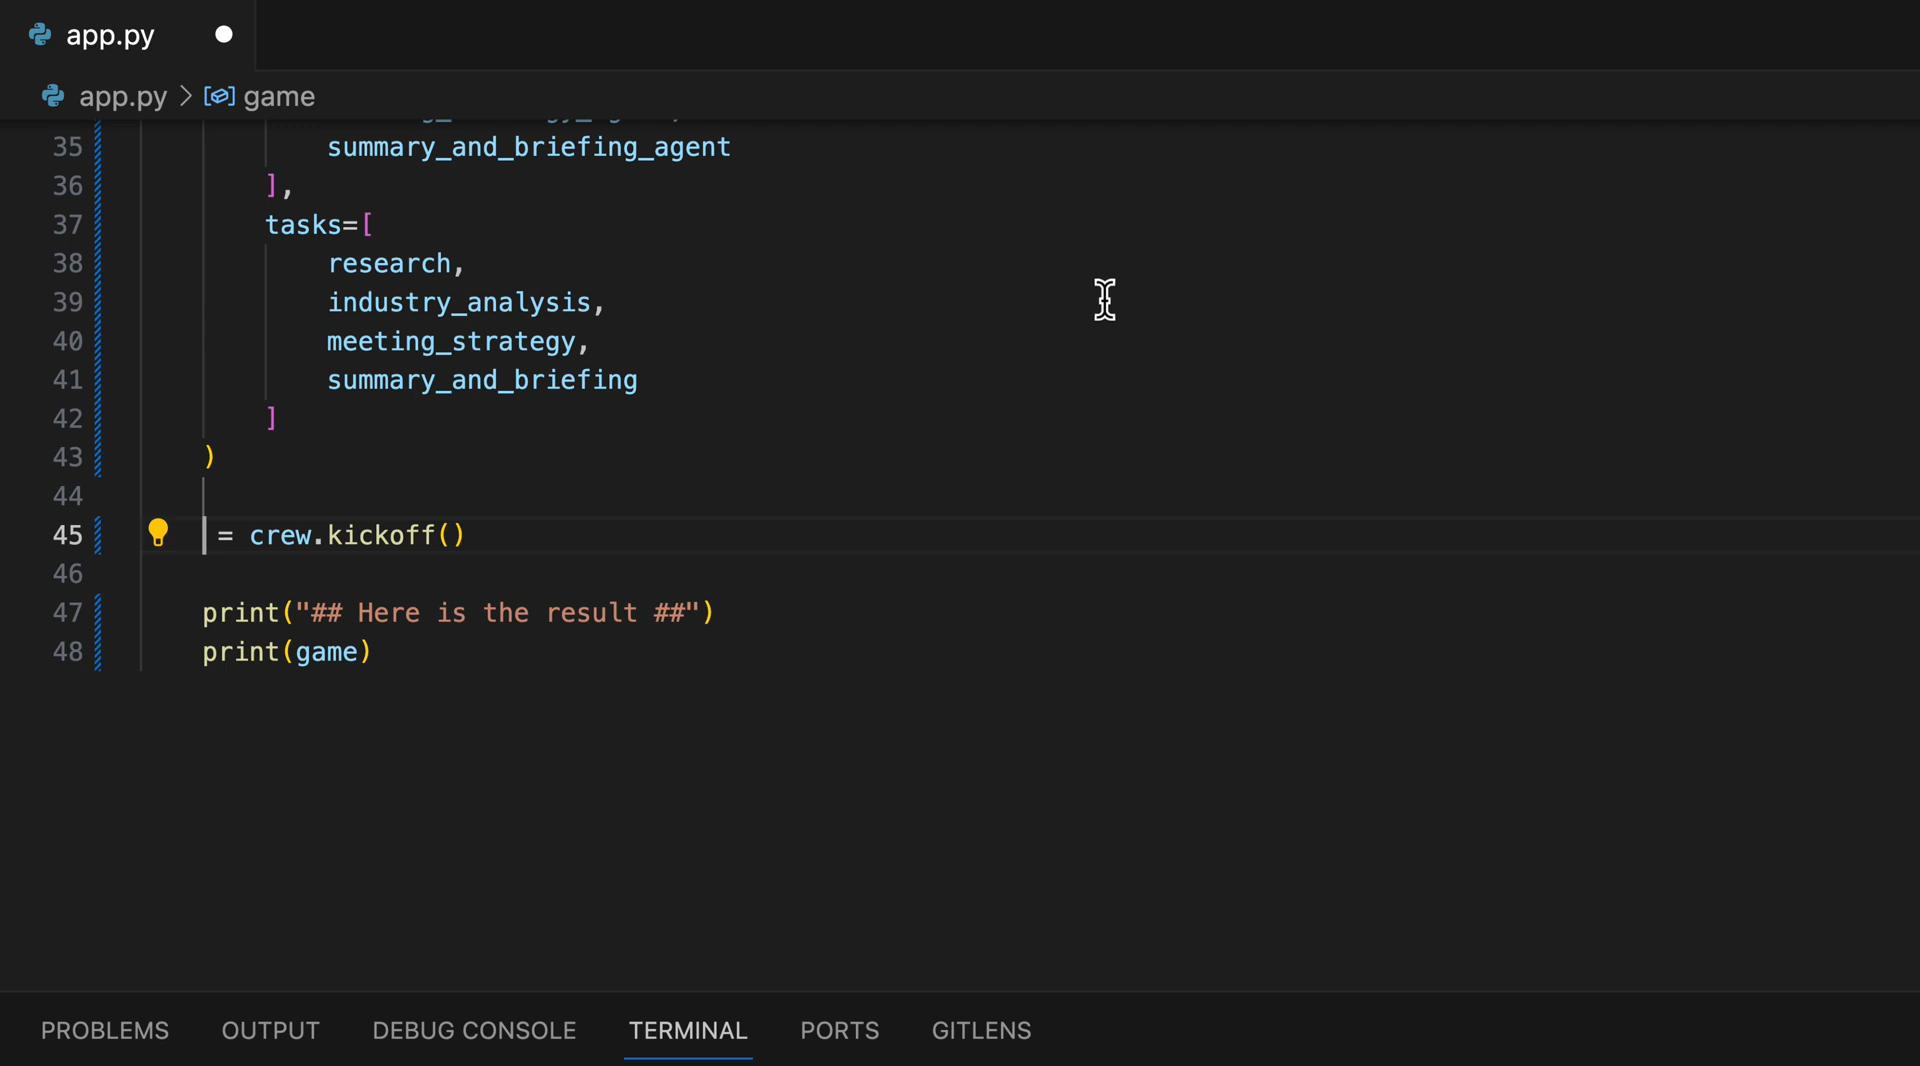 app.py
app.py > game
35 summary_and_briefing_agent
36 ],
37 tasks=[
38 research,
39 industry_analysis,
40 meeting_strategy,
41 summary_and_briefing
42 ]
43 )
44
45 = crew.kickoff()
46
47 print("## Here is the result ##")
48 print(game)
PROBLEMS OUTPUT DEBUG CONSOLE TERMINAL PORTS GITLENS